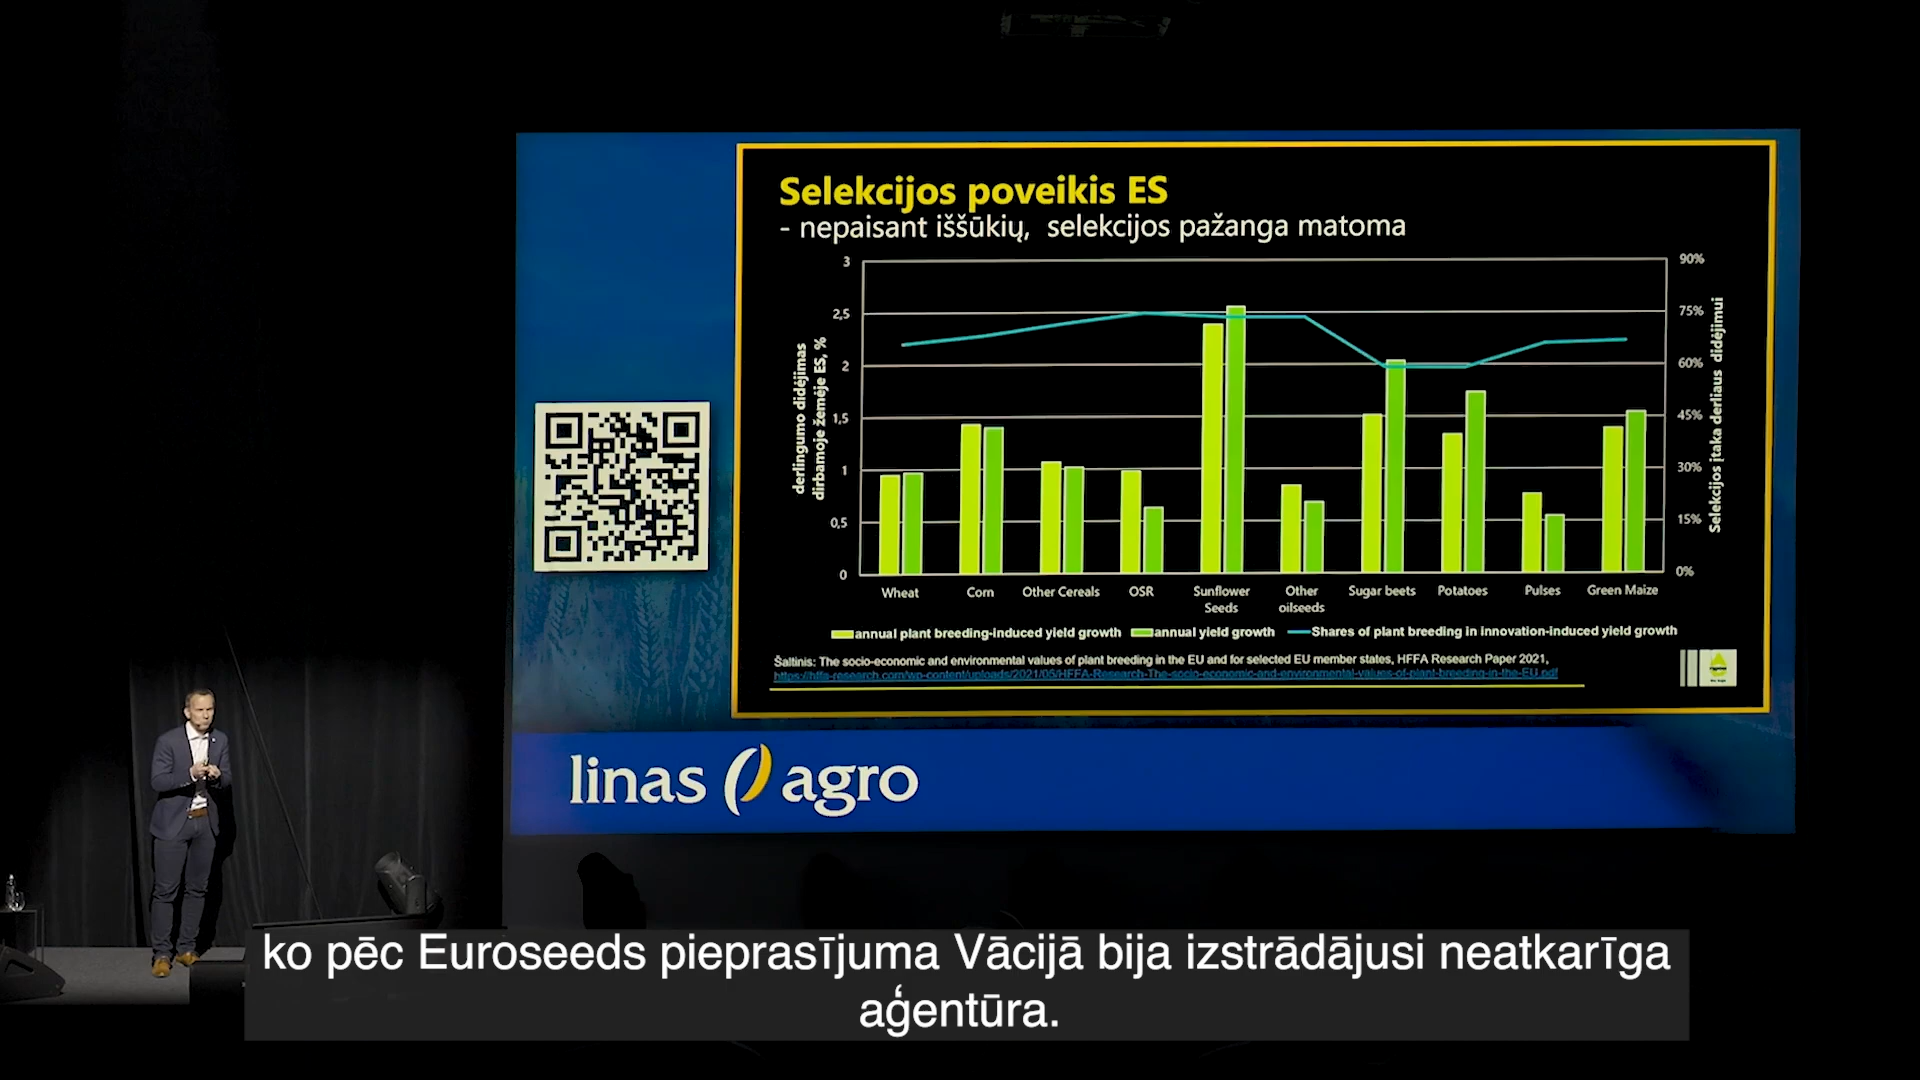 Selekcijos poveikis ES
- nepaisant iššūkių, selekcijos pažanga matoma
derlingumo didėjimas
dirbamoje žemėje ES, %
3
2,5
2
1,5
1
0,5
0
90%
75%
60%
45%
30%
15%
0%
Selekcijos įtaka derliaus didėjimui
Wheat
Corn
Other Cereals
OSR
Sunflower
Seeds
Other
oilseeds
Sugar beets
Potatoes
Pulses
Green Maize
annual plant breeding-induced yield growth
annual yield growth
Shares of plant breeding in innovation-induced yield growth
Šaltinis: The socio-economic and environmental values of plant breeding in the EU and for selected EU member states, HFFA Research Paper 2021,
https://hffa-research.com/wp-content/uploads/2021/05/HFFA-Research-The-socio-economic-and-environmental-values-of-plant-breeding-in-the-EU.pdf
linas agro
ko pēc Euroseeds pieprasījuma Vācijā bija izstrādājusi neatkarīga
aģentūra.